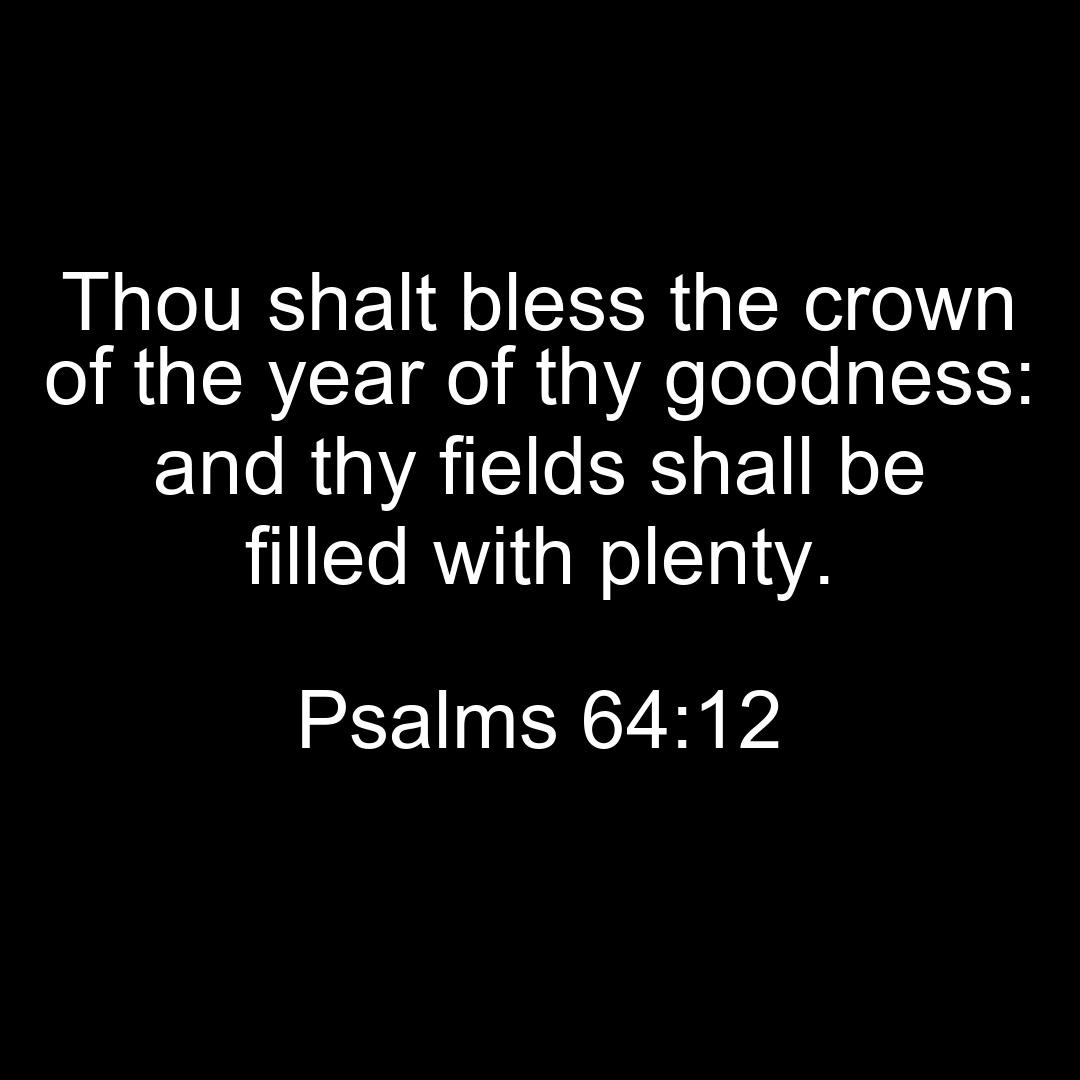 Thou shalt bless the crown
of the year of thy goodness:
and thy fields shall be
filled with plenty.
Psalms 64:12